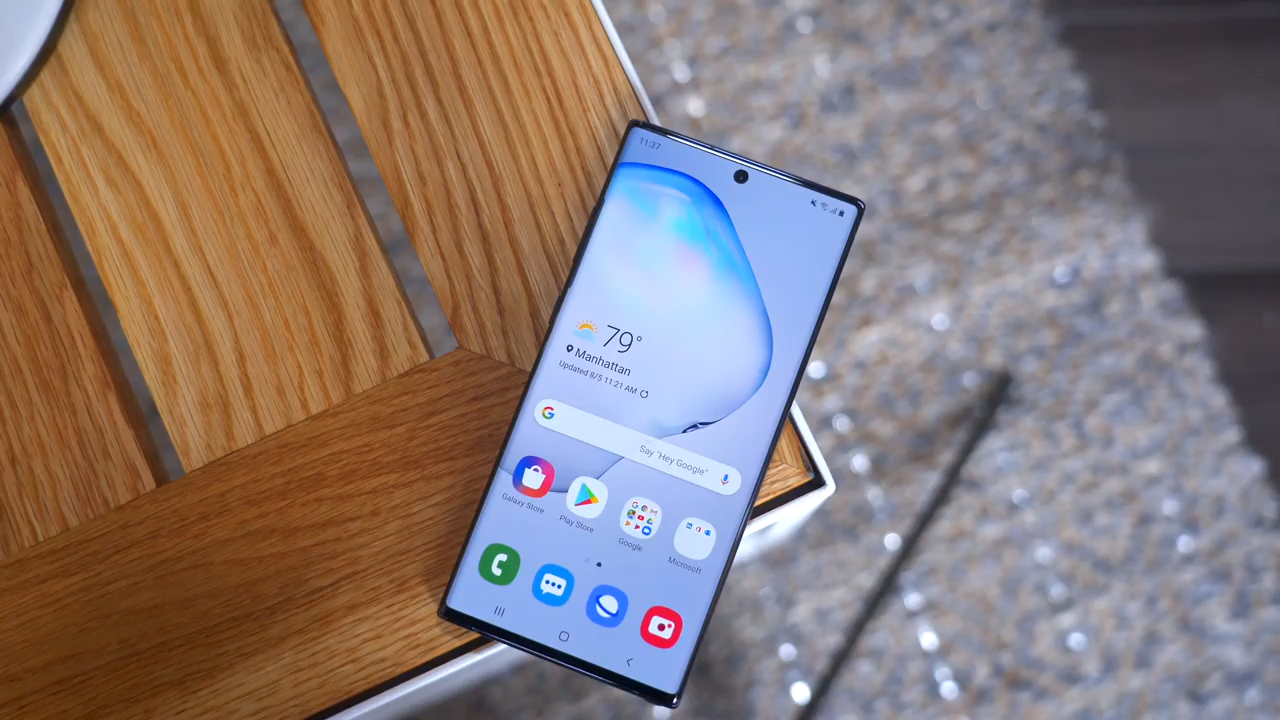 11:37
79°
Manhattan
Updated 8/5 11:21 AM
Say "Hey Google"
Galaxy Store
Play Store
Google
Microsoft